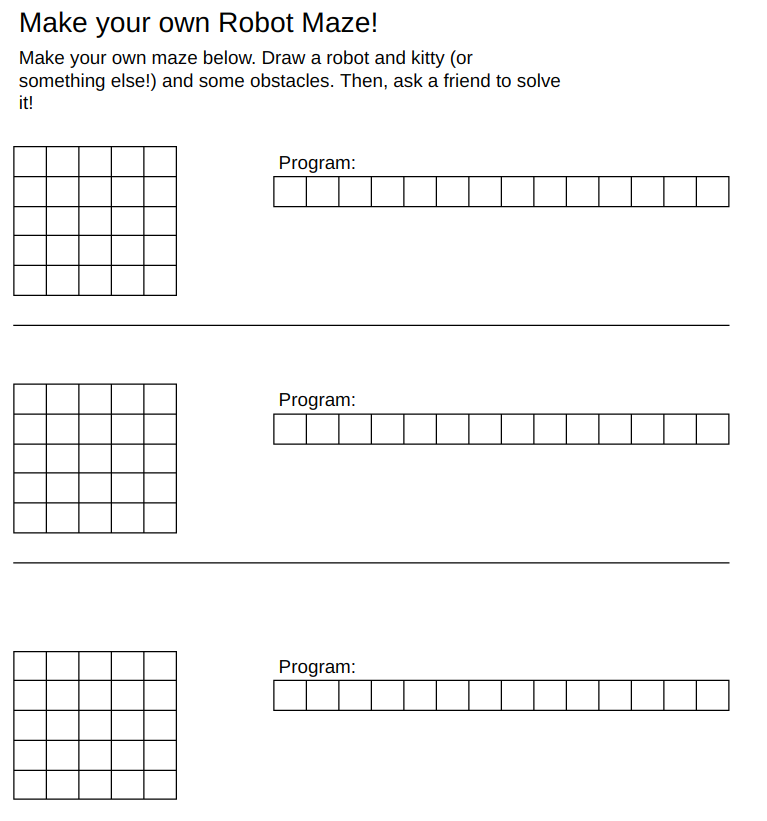 Make your own Robot Maze!
Make your own maze below. Draw a robot and kitty (or
something else!) and some obstacles. Then, ask a friend to solve
it!
Program:
Program:
Program: